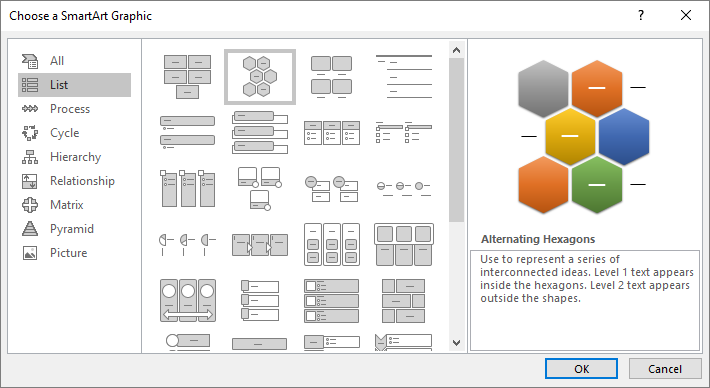 Choose a SmartArt Graphic
All
List
Process
Cycle
Hierarchy
Relationship
Matrix
Pyramid
Picture
Alternating Hexagons
Use to represent a series of
interconnected ideas. Level 1 text appears
inside the hexagons. Level 2 text appears
outside the shapes.
OK
Cancel